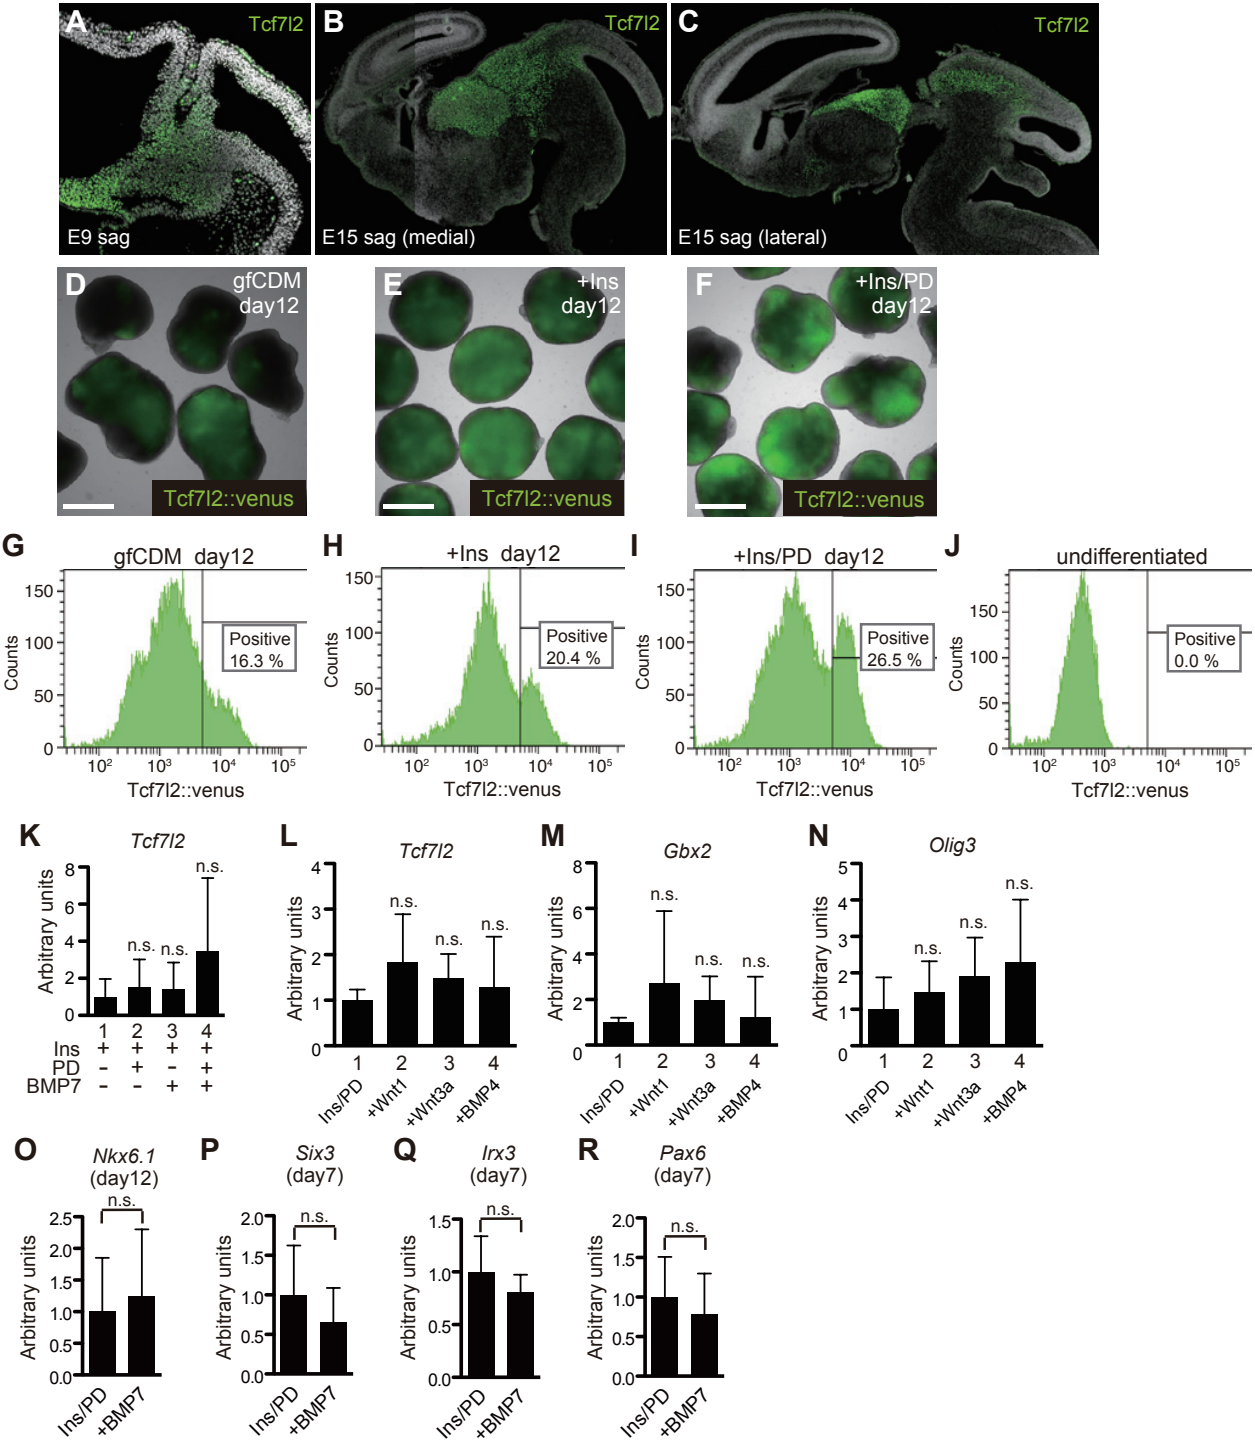 A
Tcf7l2
E9 sag
B
Tcf7l2
E15 sag (medial)
C
Tcf7l2
E15 sag (lateral)
D
gfCDM
day12
Tcf7l2::venus
E
+Ins
day12
Tcf7l2::venus
F
+Ins/PD
day12
Tcf7l2::venus
G
gfCDM day12
Counts
150
100
50
0
Positive
16.3 %
10² 10³ 10⁴ 10⁵
Tcf7l2::venus
H
+Ins day12
Counts
150
100
50
0
Positive
20.4 %
10² 10³ 10⁴ 10⁵
Tcf7l2::venus
I
+Ins/PD day12
Counts
150
100
50
0
Positive
26.5 %
10² 10³ 10⁴ 10⁵
Tcf7l2::venus
J
undifferentiated
Counts
150
100
50
0
Positive
0.0 %
10² 10³ 10⁴ 10⁵
Tcf7l2::venus
K
Tcf7l2
Arbitrary units
8
6
4
2
0
n.s. n.s. n.s.
1 2 3 4
Ins + + + +
PD - + - +
BMP7 - - + +
L
Tcf7l2
Arbitrary units
4
3
2
1
0
n.s. n.s. n.s.
1 2 3 4
Ins/PD +Wnt1 +Wnt3a +BMP4
M
Gbx2
Arbitrary units
8
6
4
2
0
n.s. n.s. n.s.
1 2 3 4
Ins/PD +Wnt1 +Wnt3a +BMP4
N
Olig3
Arbitrary units
5
4
3
2
1
0
n.s. n.s. n.s.
1 2 3 4
Ins/PD +Wnt1 +Wnt3a +BMP4
O
Nkx6.1
(day12)
n.s.
Arbitrary units
2.5
2.0
1.5
1.0
0.5
0.0
Ins/PD +BMP7
P
Six3
(day7)
n.s.
Arbitrary units
2.0
1.5
1.0
0.5
0.0
Ins/PD +BMP7
Q
Irx3
(day7)
n.s.
Arbitrary units
1.5
1.0
0.5
0.0
Ins/PD +BMP7
R
Pax6
(day7)
n.s.
Arbitrary units
2.0
1.5
1.0
0.5
0.0
Ins/PD +BMP7